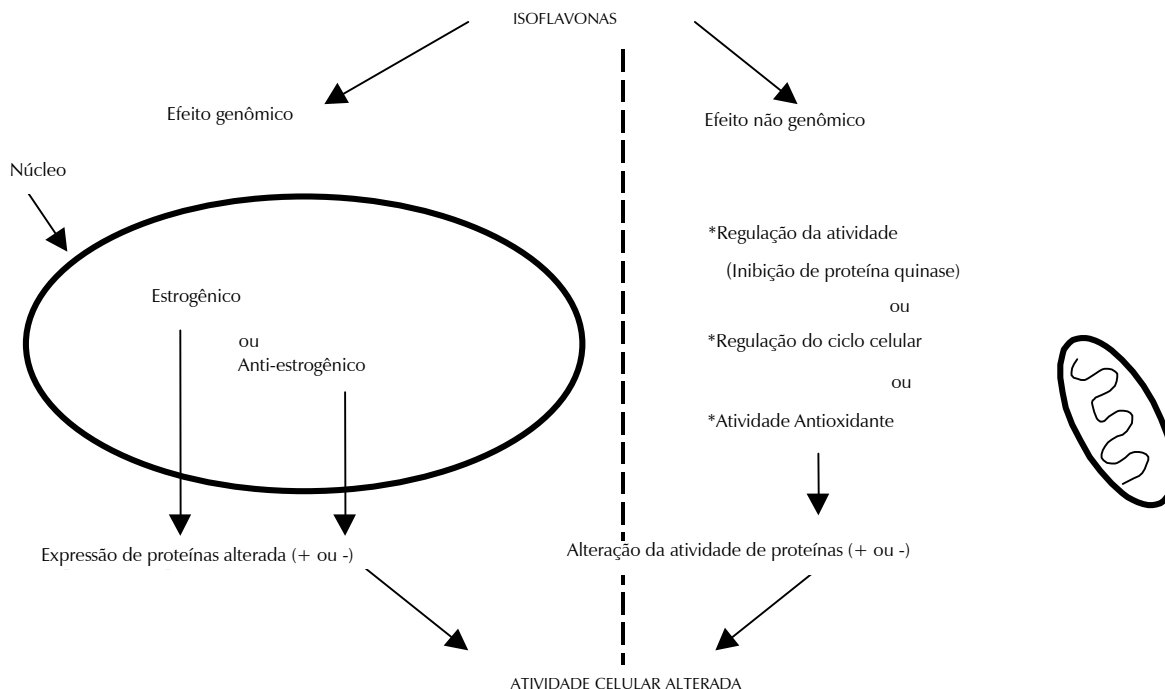 ISOFLAVONAS
Efeito genômico
Efeito não genômico
Núcleo
Estrogênico
ou
Anti-estrogênico
*Regulação da atividade
(Inibição de proteína quinase)
ou
*Regulação do ciclo celular
ou
*Atividade Antioxidante
Expressão de proteínas alterada (+ ou -)
Alteração da atividade de proteínas (+ ou -)
ATIVIDADE CELULAR ALTERADA